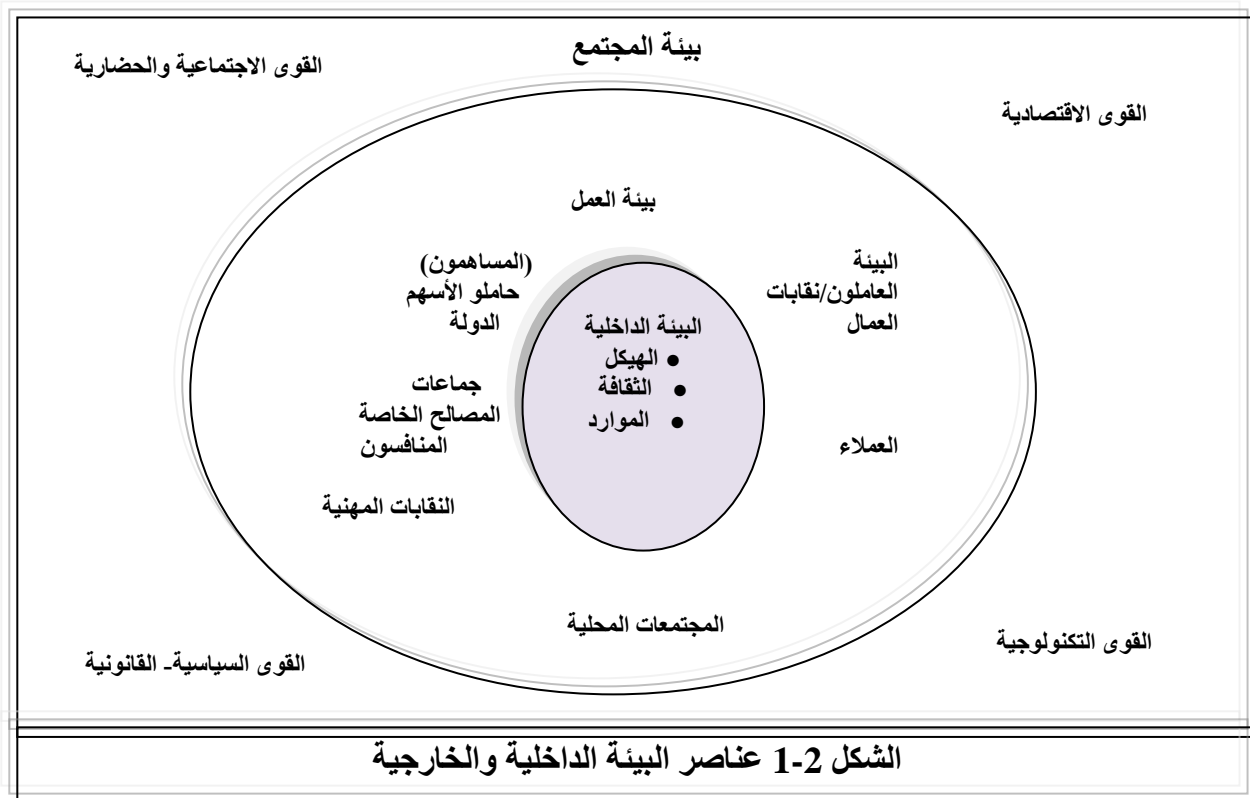 بيئة المجتمع
القوى الاقتصادية
القوى الاجتماعية والحضارية
بيئة العمل
البيئة
العاملون/نقابات
العمال
العملاء
البيئة الداخلية
● الهيكل
● الثقافة
● الموارد
(المساهمون)
حاملو الأسهم
الدولة
جماعات
المصالح الخاصة
المنافسون
النقابات المهنية
المجتمعات المحلية
القوى التكنولوجية
القوى السياسية- القانونية
الشكل 2-1 عناصر البيئة الداخلية والخارجية